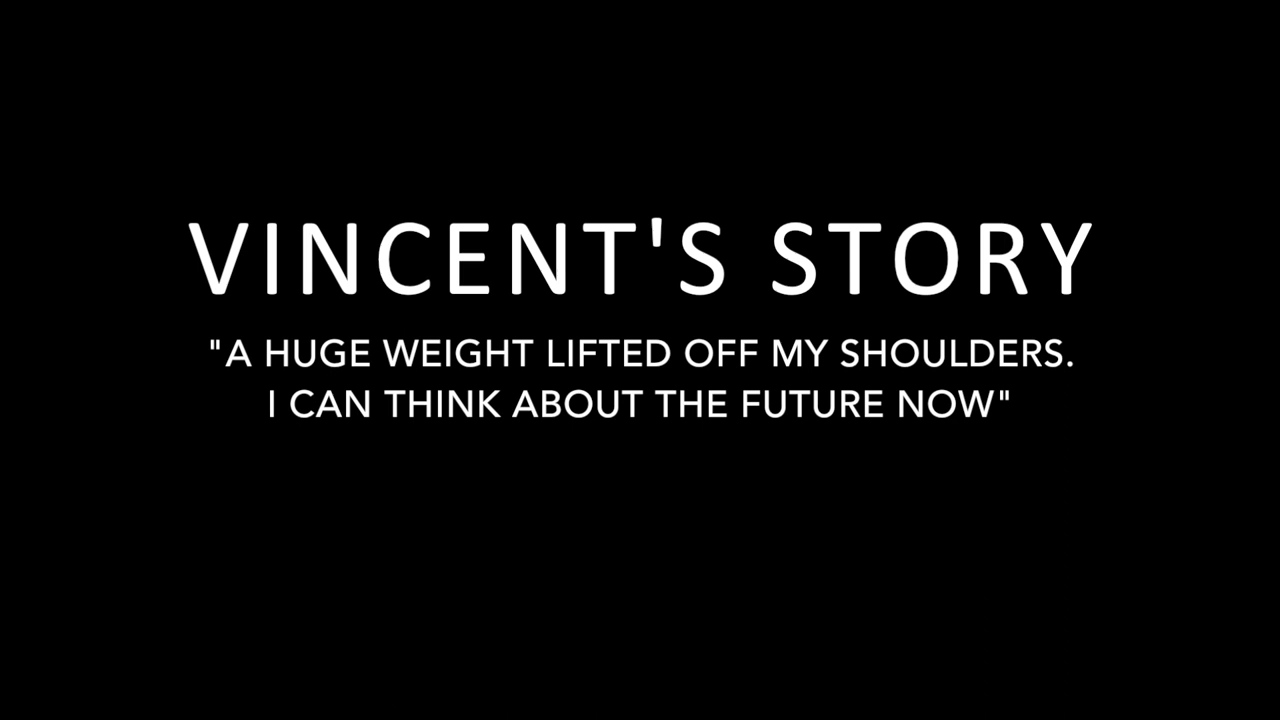 VINCENT'S STORY
"A HUGE WEIGHT LIFTED OFF MY SHOULDERS.
I CAN THINK ABOUT THE FUTURE NOW"